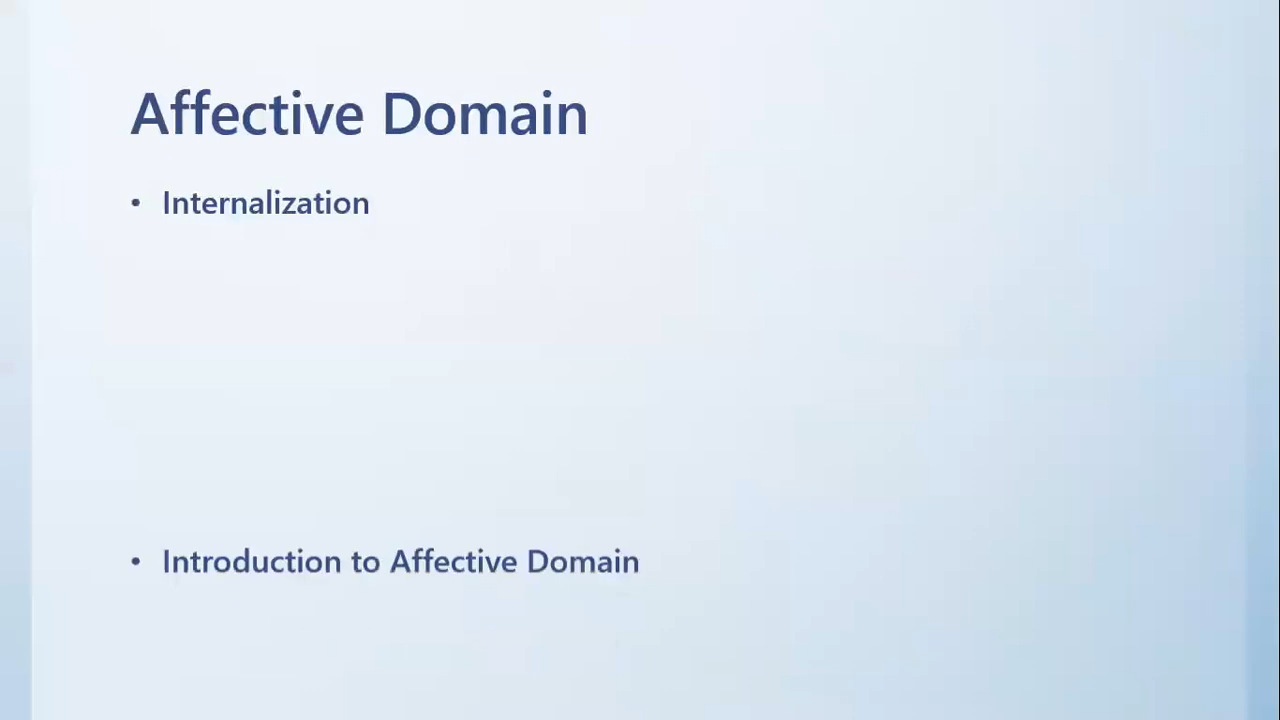 Affective Domain
• Internalization
• Introduction to Affective Domain